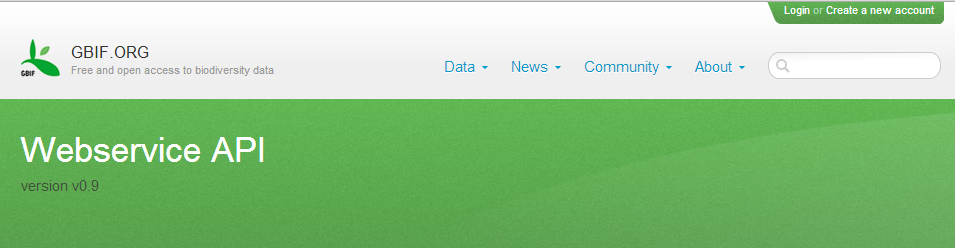 Login or Create a new account
GBIF
GBIF.ORG
Free and open access to biodiversity data
Data News Community About
Webservice API
version v0.9